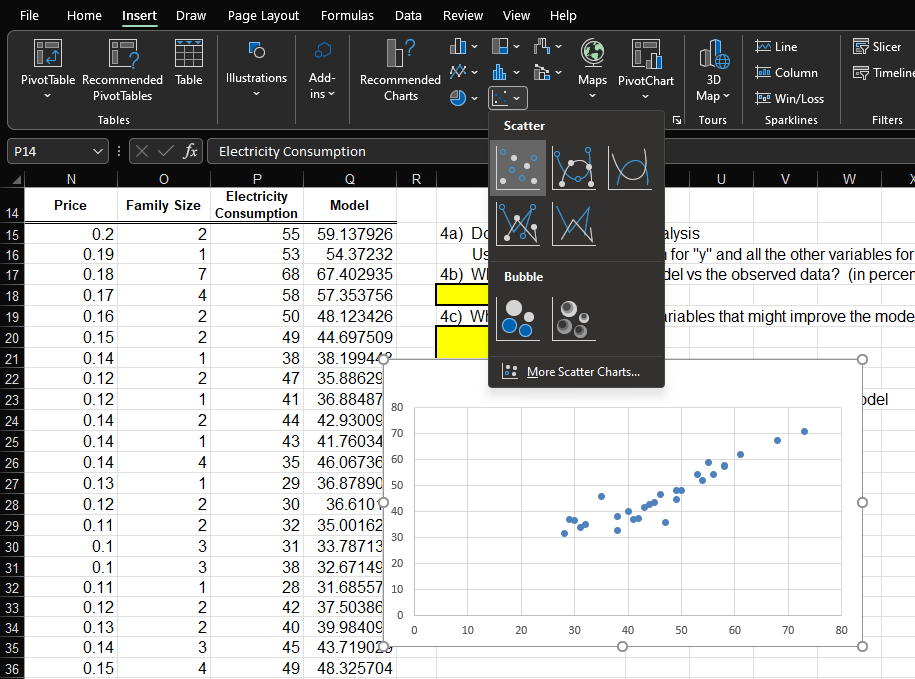 File Home Insert Draw Page Layout Formulas Data Review View Help
PivotTable Recommended PivotTables Table Illustrations Add-ins Recommended Charts Maps PivotChart 3D Map Line Column Win/Loss Slicer Timeline
Tables Tours Sparklines Filters
P14 fx Electricity Consumption
Scatter
Bubble
More Scatter Charts...
N O P Q R U V W X
14 Price Family Size Electricity Consumption Model
15 0.2 2 55 59.137926 4a) Do alysis
16 0.19 1 53 54.37232 Us n for "y" and all the other variables for
17 0.18 7 68 67.402935 4b) Wh del vs the observed data? (in percen
18 0.17 4 58 57.353756
19 0.16 2 50 48.123426 4c) Wh ariables that might improve the mode
20 0.15 2 49 44.697509
21 0.14 1 38 38.199442
22 0.12 2 47 35.88629
23 0.12 1 41 36.88487 odel
24 0.14 2 44 42.93009
25 0.14 1 43 41.76034
26 0.14 4 35 46.06736
27 0.13 1 29 36.87890
28 0.12 2 30 36.6101
29 0.11 2 32 35.00162
30 0.1 3 31 33.78713
31 0.1 3 38 32.67149
32 0.11 1 28 31.68557
33 0.12 2 42 37.50386
34 0.13 2 40 39.98409
35 0.14 3 45 43.719025
36 0.15 4 49 48.325704
80
70
60
50
40
30
20
10
0
0 10 20 30 40 50 60 70 80